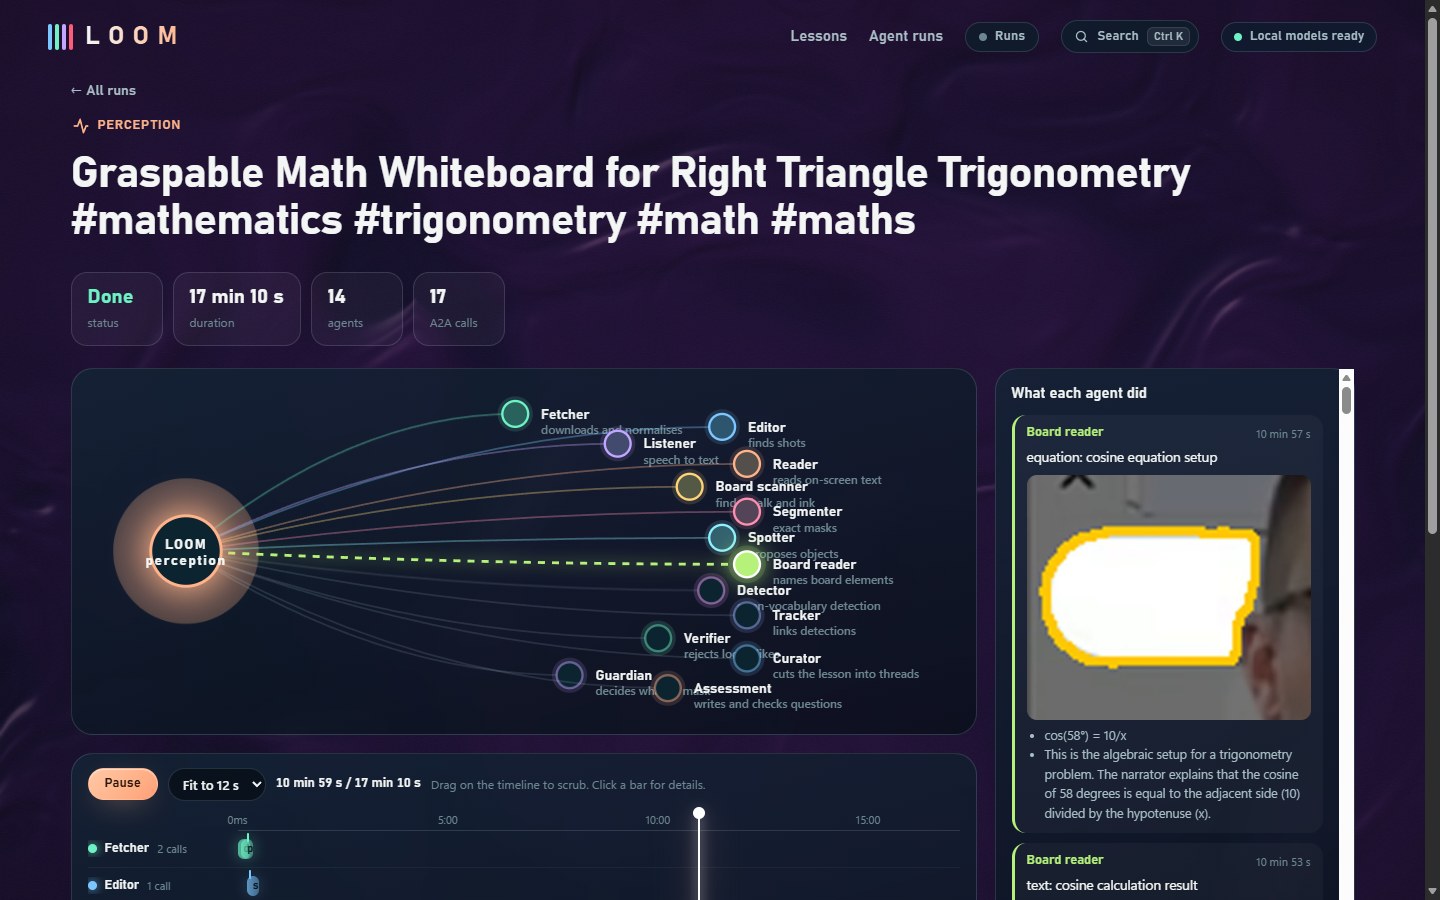 LOOM
Lessons
Agent runs
Runs
Search Ctrl K
Local models ready
← All runs
PERCEPTION
Graspable Math Whiteboard for Right Triangle Trigonometry
#mathematics #trigonometry #math #maths
Done
status
17 min 10 s
duration
14
agents
17
A2A calls
LOOM
perception
Fetcher
downloads and normalises
Editor
finds shots
Listener
speech to text
Reader
reads on-screen text
Board scanner
Segmenter
exact masks
Spotter
Board reader
names board elements
Detector
Tracker
links detections
Verifier
Curator
cuts the lesson into threads
Guardian
Assessment
writes and checks questions
What each agent did
Board reader 10 min 57 s
equation: cosine equation setup
• cos(58°) = 10/x
• This is the algebraic setup for a trigonometry
problem. The narrator explains that the cosine
of 58 degrees is equal to the adjacent side (10)
divided by the hypotenuse (x).
Board reader 10 min 53 s
text: cosine calculation result
Pause
Fit to 12 s
10 min 59 s / 17 min 10 s
Drag on the timeline to scrub. Click a bar for details.
0ms 5:00 10:00 15:00
Fetcher 2 calls
Editor 1 call